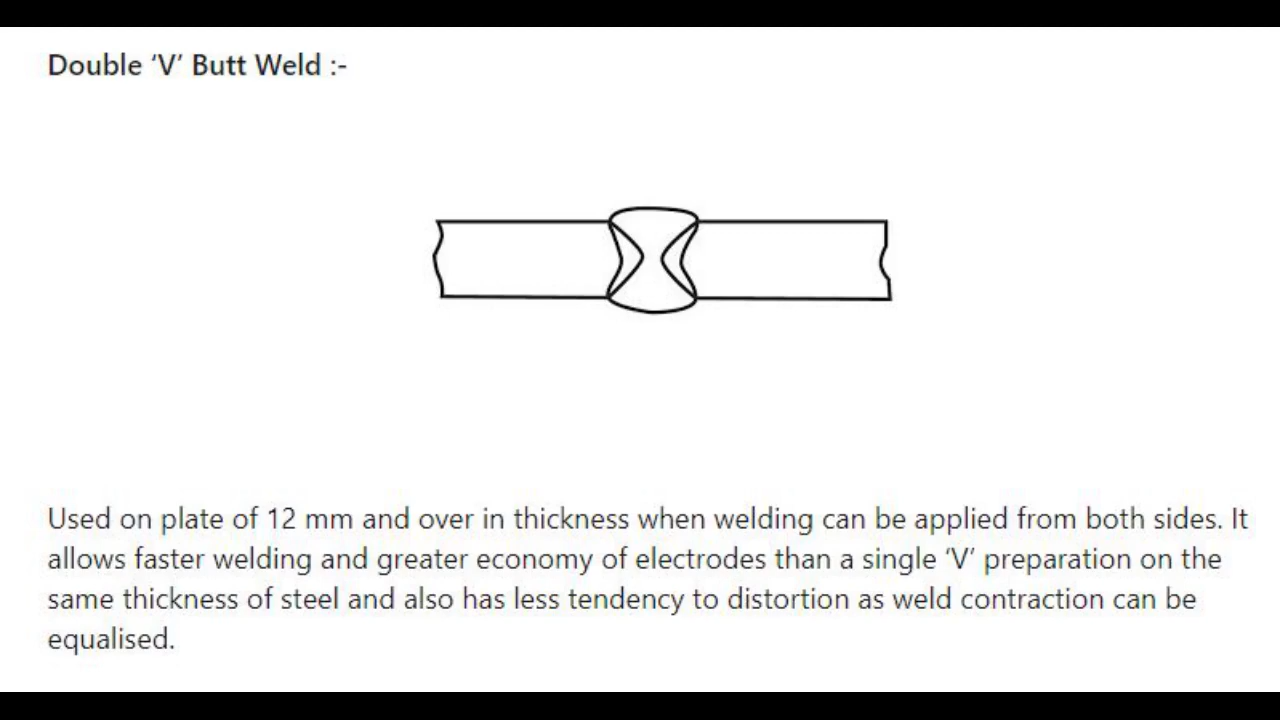 Double ‘V’ Butt Weld :-
Used on plate of 12 mm and over in thickness when welding can be applied from both sides. It
allows faster welding and greater economy of electrodes than a single ‘V’ preparation on the
same thickness of steel and also has less tendency to distortion as weld contraction can be
equalised.